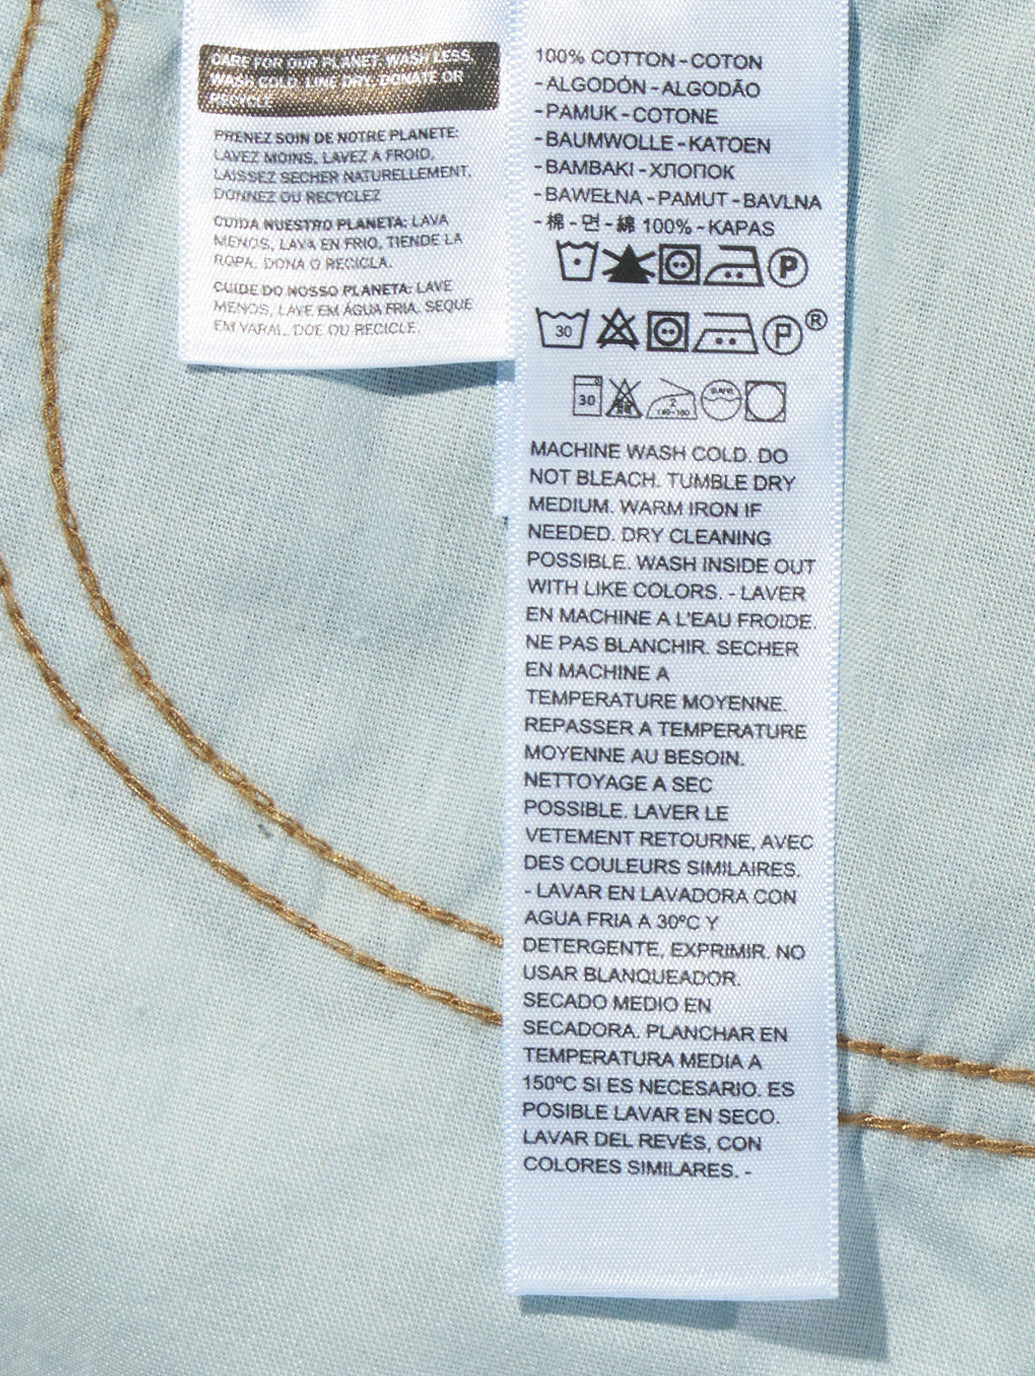 CARE FOR OUR PLANET: WASH LESS,
WASH COLD, LINE DRY, DONATE OR
RECYCLE
PRENEZ SOIN DE NOTRE PLANETE:
LAVEZ MOINS, LAVEZ A FROID,
LAISSEZ SECHER NATURELLEMENT,
DONNEZ OU RECYCLEZ
CUIDA NUESTRO PLANETA: LAVA
MENOS, LAVA EN FRIO, TIENDE LA
ROPA, DONA O RECICLA.
CUIDE DO NOSSO PLANETA: LAVE
MENOS, LAVE EM ÁGUA FRIA, SEQUE
EM VARAL, DOE OU RECICLE.
100% COTTON - COTON
- ALGODÓN - ALGODÃO
- PAMUK - COTONE
- BAUMWOLLE - KATOEN
- BAMBAKI - ХЛОПОК
- BAWEŁNA - PAMUT - BAVLNA
- 棉 - 면 - 綿 100% - KAPAS
P
30 P ®
30 2
MACHINE WASH COLD. DO
NOT BLEACH. TUMBLE DRY
MEDIUM. WARM IRON IF
NEEDED. DRY CLEANING
POSSIBLE. WASH INSIDE OUT
WITH LIKE COLORS. - LAVER
EN MACHINE A L'EAU FROIDE.
NE PAS BLANCHIR. SECHER
EN MACHINE A
TEMPERATURE MOYENNE.
REPASSER A TEMPERATURE
MOYENNE AU BESOIN.
NETTOYAGE A SEC
POSSIBLE. LAVER LE
VETEMENT RETOURNE, AVEC
DES COULEURS SIMILAIRES.
- LAVAR EN LAVADORA CON
AGUA FRIA A 30ºC Y
DETERGENTE, EXPRIMIR. NO
USAR BLANQUEADOR.
SECADO MEDIO EN
SECADORA. PLANCHAR EN
TEMPERATURA MEDIA A
150ºC SI ES NECESARIO. ES
POSIBLE LAVAR EN SECO.
LAVAR DEL REVÉS, CON
COLORES SIMILARES. -